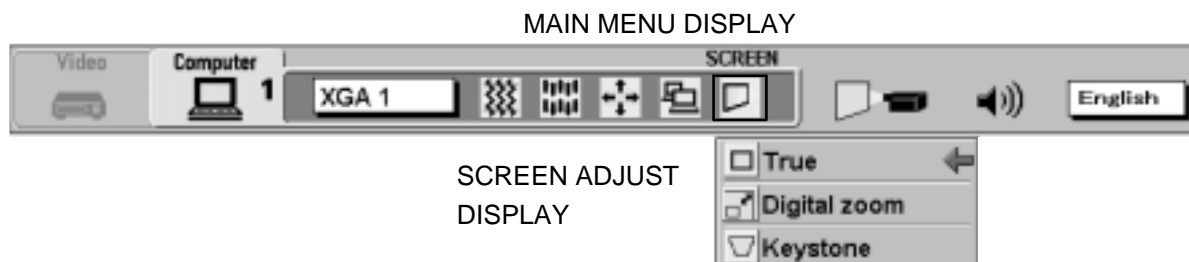 MAIN MENU DISPLAY
Video
Computer
1
SCREEN
XGA 1
English
SCREEN ADJUST
DISPLAY
True
Digital zoom
Keystone